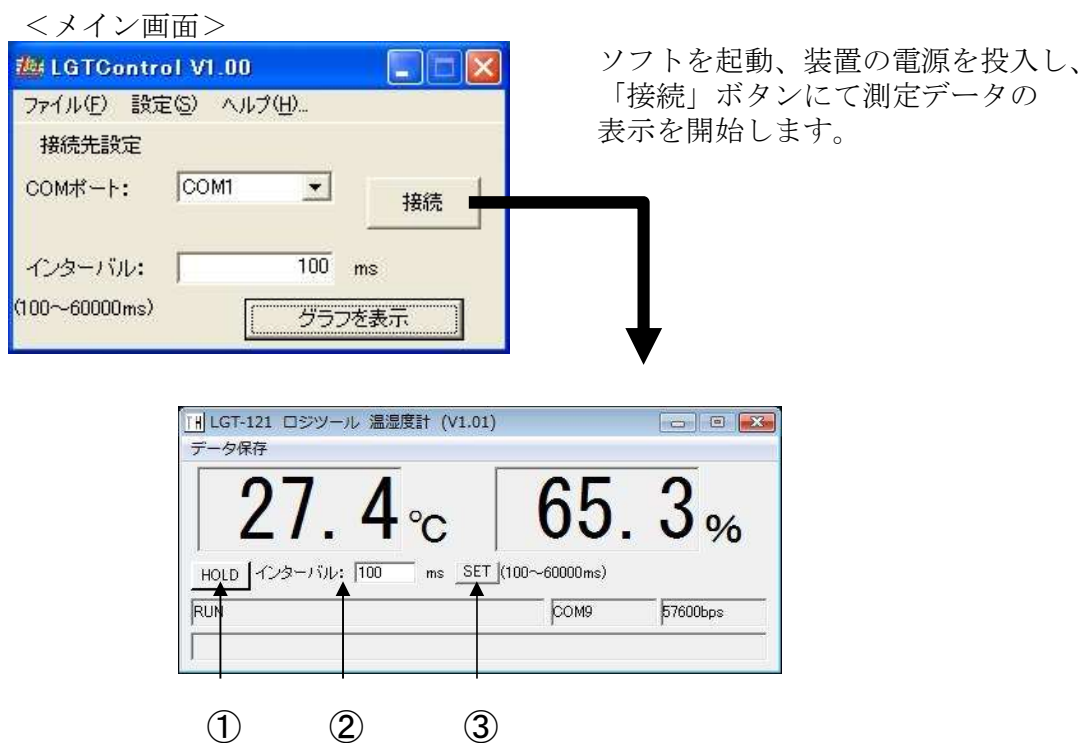 ＜メイン画面＞
LGTControl V1.00
ファイル(F) 設定(S) ヘルプ(H)...
接続先設定
COMポート: COM1
接続
インターバル: 100 ms
(100～60000ms)
グラフを表示
ソフトを起動、装置の電源を投入し、
「接続」ボタンにて測定データの
表示を開始します。
TH LGT-121 ロジツール 温湿度計 (V1.01)
データ保存
27.4 ℃ 65.3 %
HOLD インターバル: 100 ms SET (100～60000ms)
RUN COM9 57600bps
① ② ③